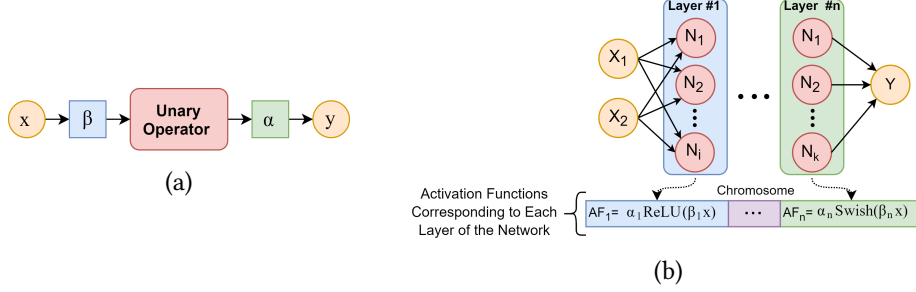 x
β
Unary
Operator
α
y
(a)
Layer #1
Layer #n
X1
X2
N1
N2
Ni
N1
N2
Nk
Y
Activation Functions
Corresponding to Each
Layer of the Network
Chromosome
AF1= α1ReLU(β1x)
AFn= αnSwish(βnx)
(b)